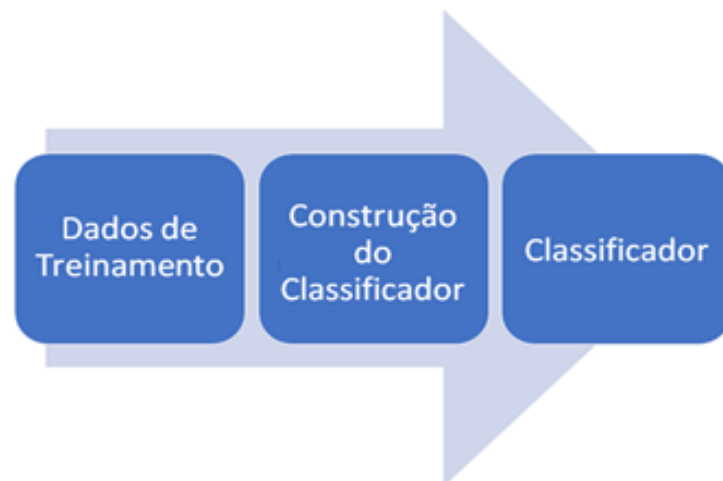 Dados de
Treinamento
Construção
do
Classificador
Classificador